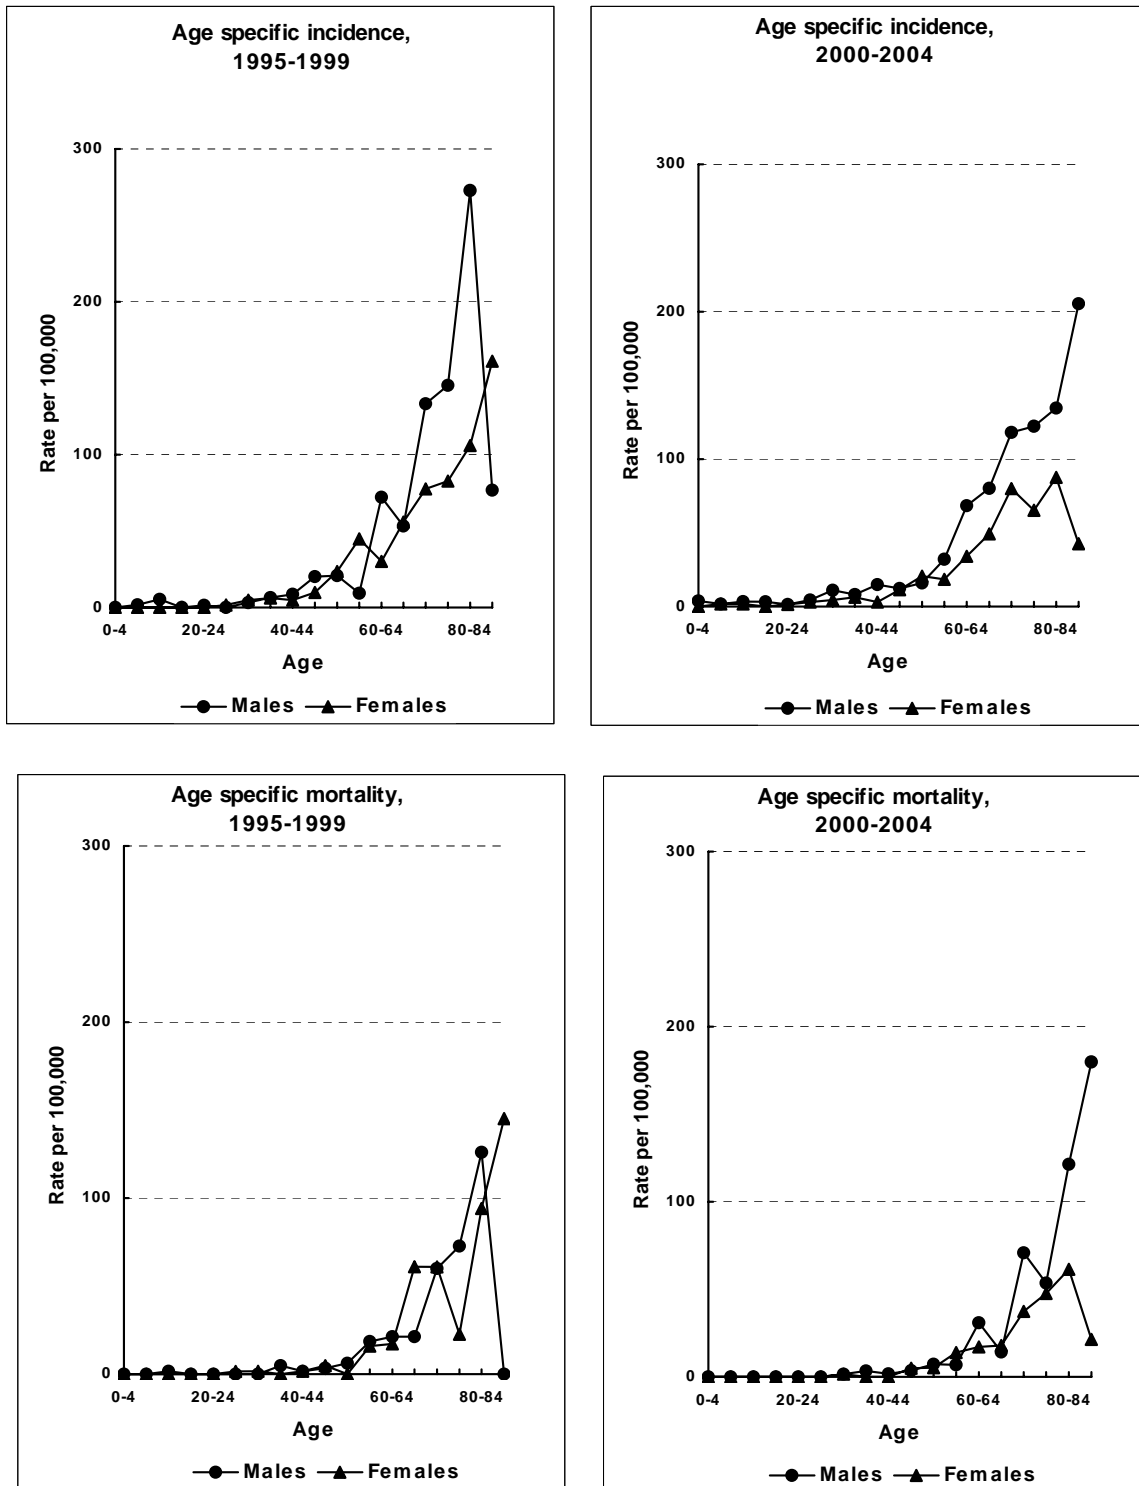 Age specific incidence,
1995-1999
300
200
100
0
Rate per 100,000
0-4 20-24 40-44 60-64 80-84
Age
Males Females
Age specific incidence,
2000-2004
300
200
100
0
Rate per 100,000
0-4 20-24 40-44 60-64 80-84
Age
Males Females
Age specific mortality,
1995-1999
300
200
100
0
Rate per 100,000
0-4 20-24 40-44 60-64 80-84
Age
Males Females
Age specific mortality,
2000-2004
300
200
100
0
Rate per 100,000
0-4 20-24 40-44 60-64 80-84
Age
Males Females